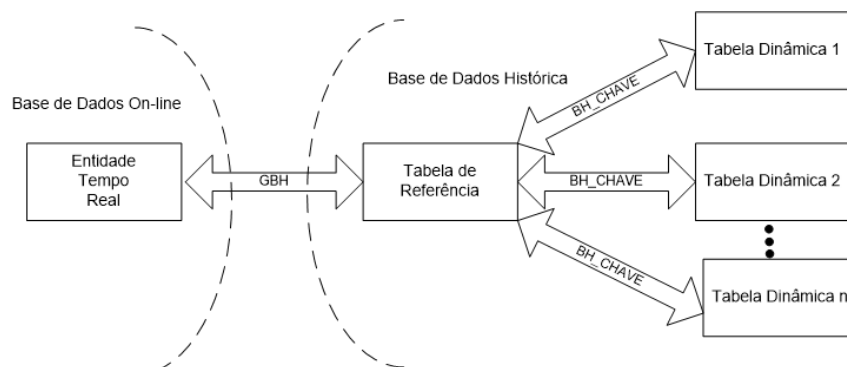 Base de Dados On-line
Entidade
Tempo
Real
GBH
Base de Dados Histórica
Tabela de
Referência
BH_CHAVE
Tabela Dinâmica 1
BH_CHAVE
Tabela Dinâmica 2
BH_CHAVE
Tabela Dinâmica n